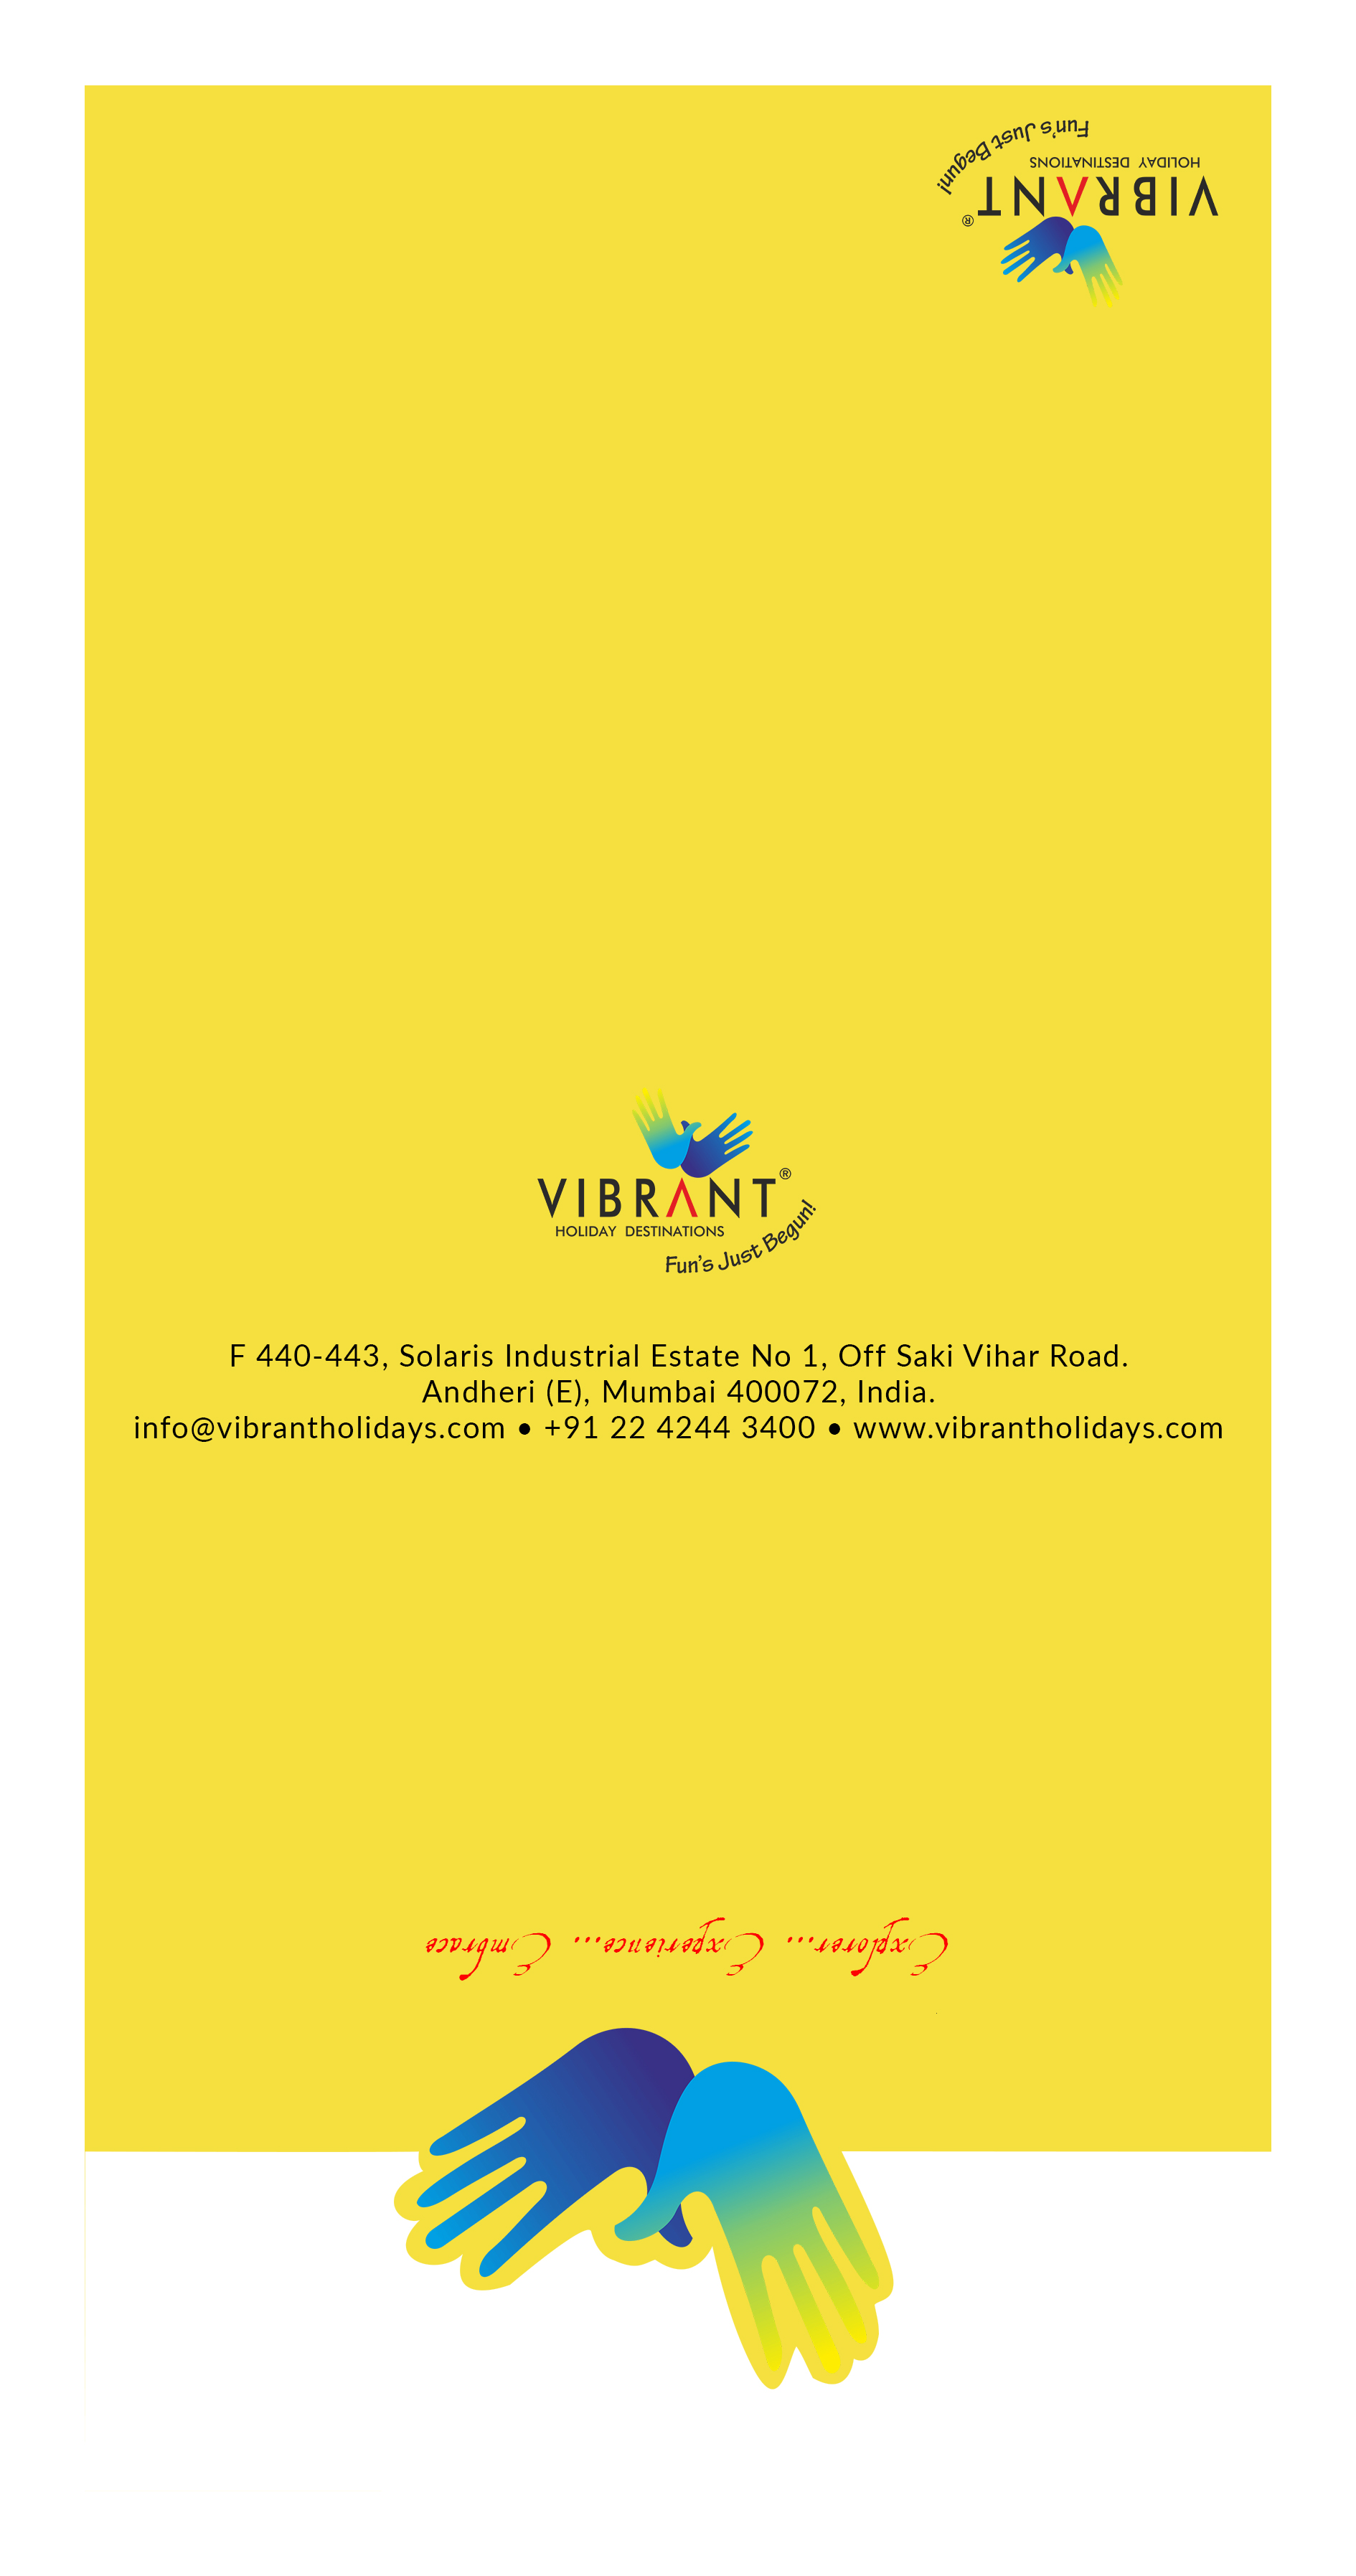 Fun's Just Begun!
HOLIDAY DESTINATIONS
VIBRANT®
VIBRANT®
HOLIDAY DESTINATIONS
Fun's Just Begun!
F 440-443, Solaris Industrial Estate No 1, Off Saki Vihar Road.
Andheri (E), Mumbai 400072, India.
info@vibrantholidays.com • +91 22 4244 3400 • www.vibrantholidays.com
Explorer... Experience... Embrace